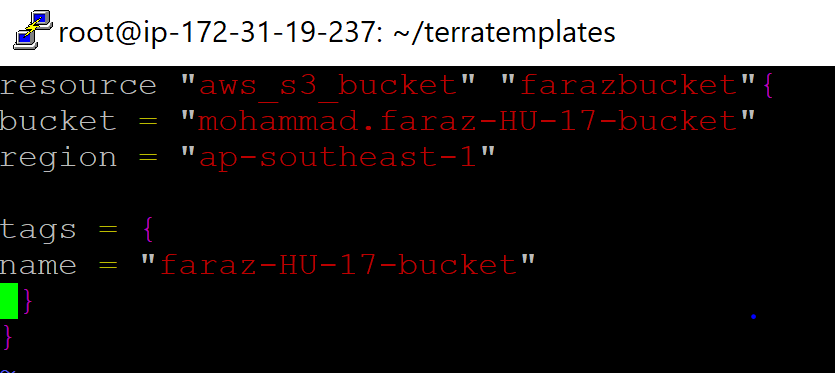 root@ip-172-31-19-237: ~/terratemplates
resource "aws_s3_bucket" "farazbucket"{
bucket = "mohammad.faraz-HU-17-bucket"
region = "ap-southeast-1"
tags = {
name = "faraz-HU-17-bucket"
}
}
~